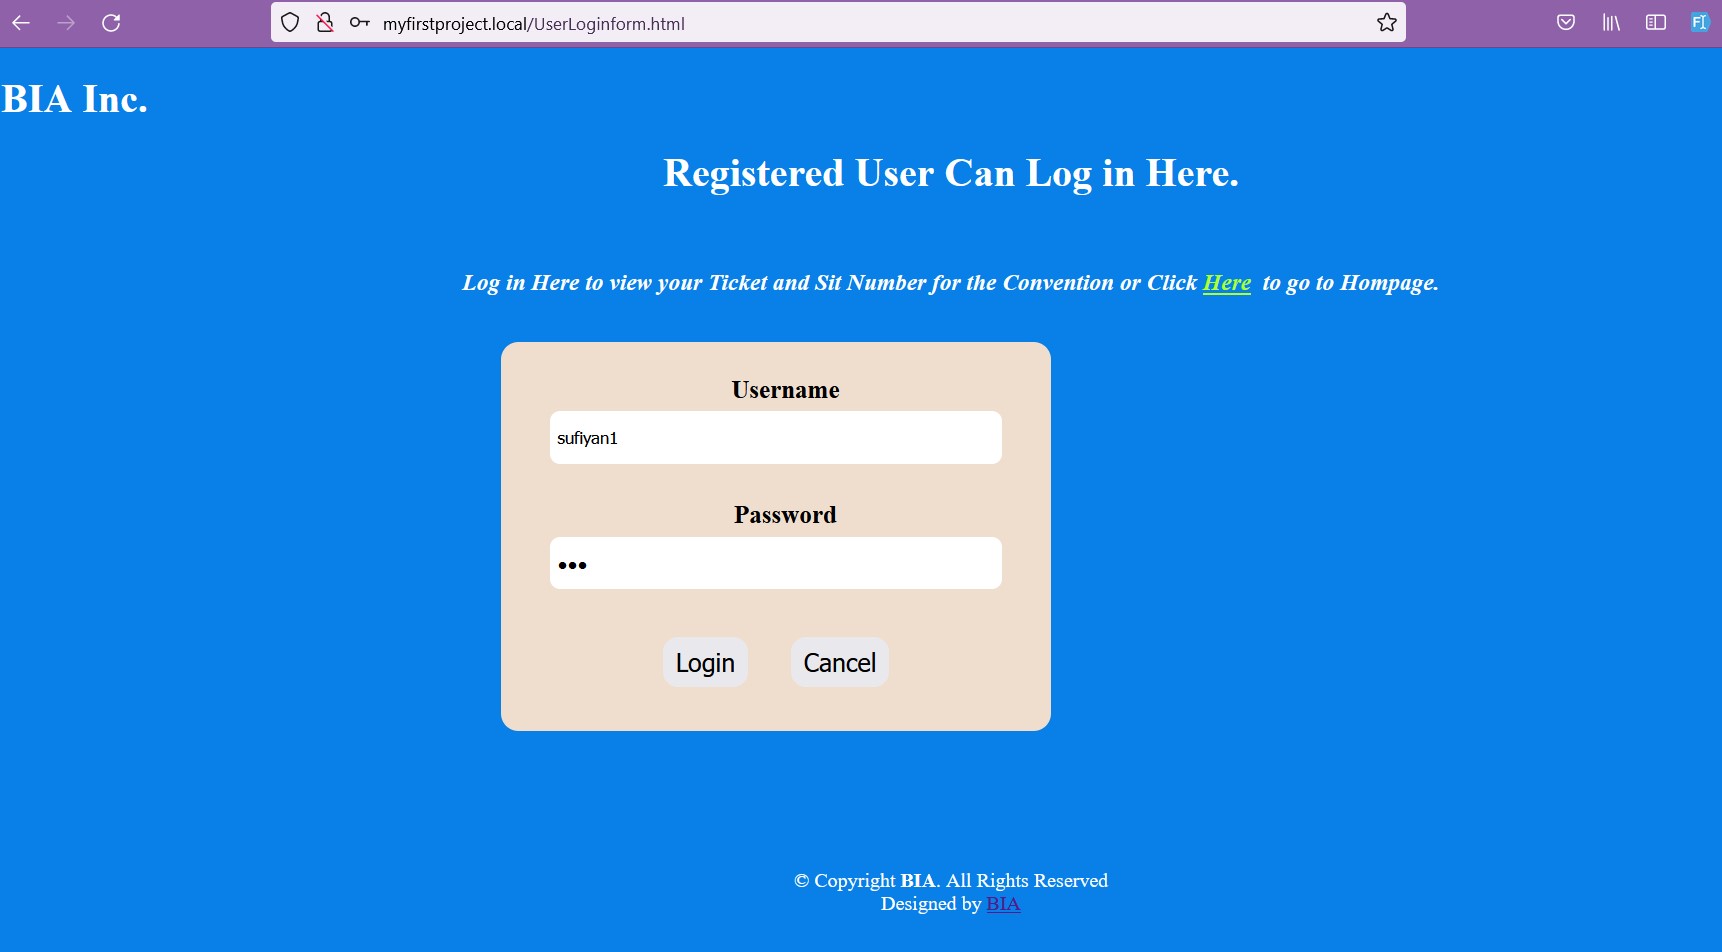 myfirstproject.local/UserLoginform.html
BIA Inc.
Registered User Can Log in Here.
Log in Here to view your Ticket and Sit Number for the Convention or Click Here to go to Hompage.
Username
sufiyan1
Password
•••
Login Cancel
© Copyright BIA. All Rights Reserved
Designed by BIA